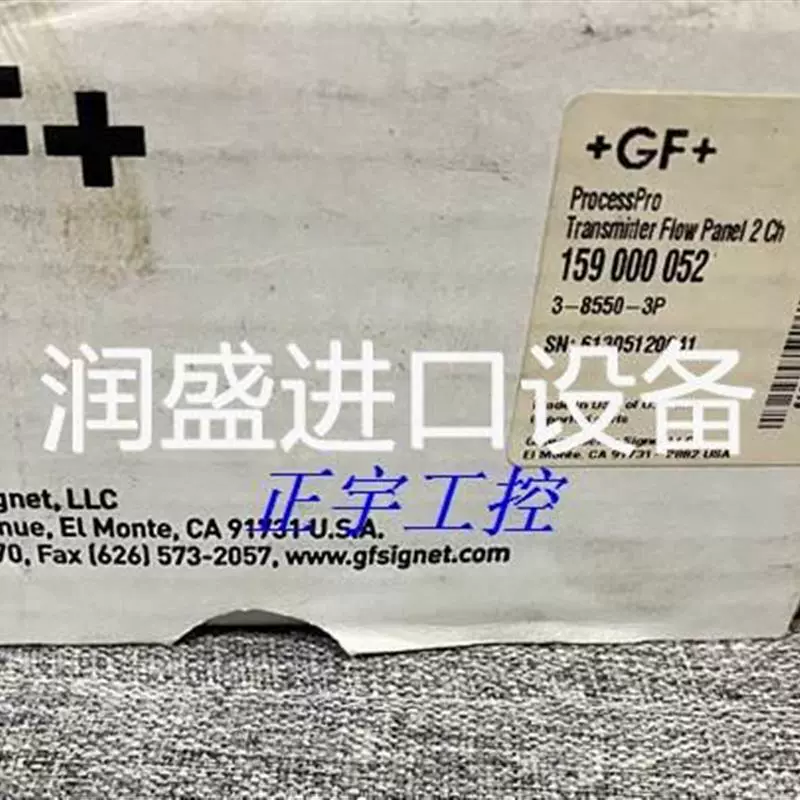 F+
+GF+
ProcessPro
Transmitter Flow Panel 2 Ch
159 000 052
3-8550-3P
SN:
润盛进口设备
El Monte, CA 91731-2882 USA
正宇工控
gnet, LLC
nue, El Monte, CA 91731 U.S.A.
70, Fax (626) 573-2057, www.gfsignet.com